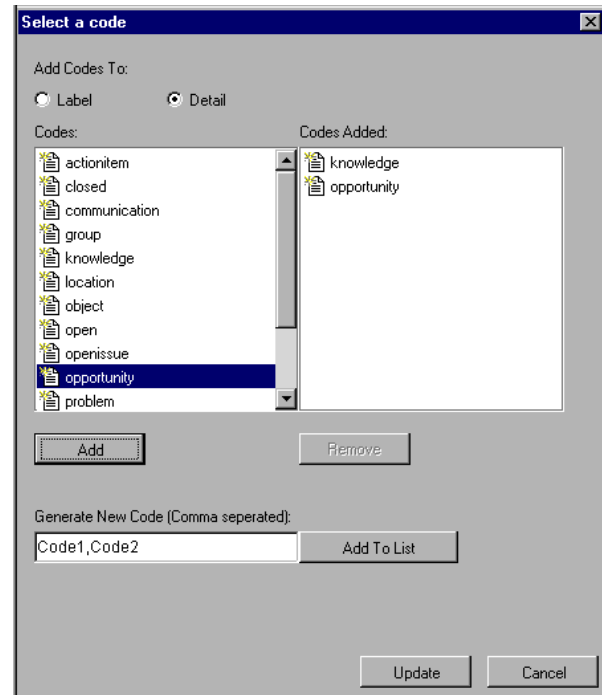 Select a code
Add Codes To:
Label Detail
Codes: Codes Added:
actionitem knowledge
closed opportunity
communication
group
knowledge
location
object
open
openissue
opportunity
problem
Add Remove
Generate New Code (Comma seperated):
Code1,Code2 Add To List
Update Cancel